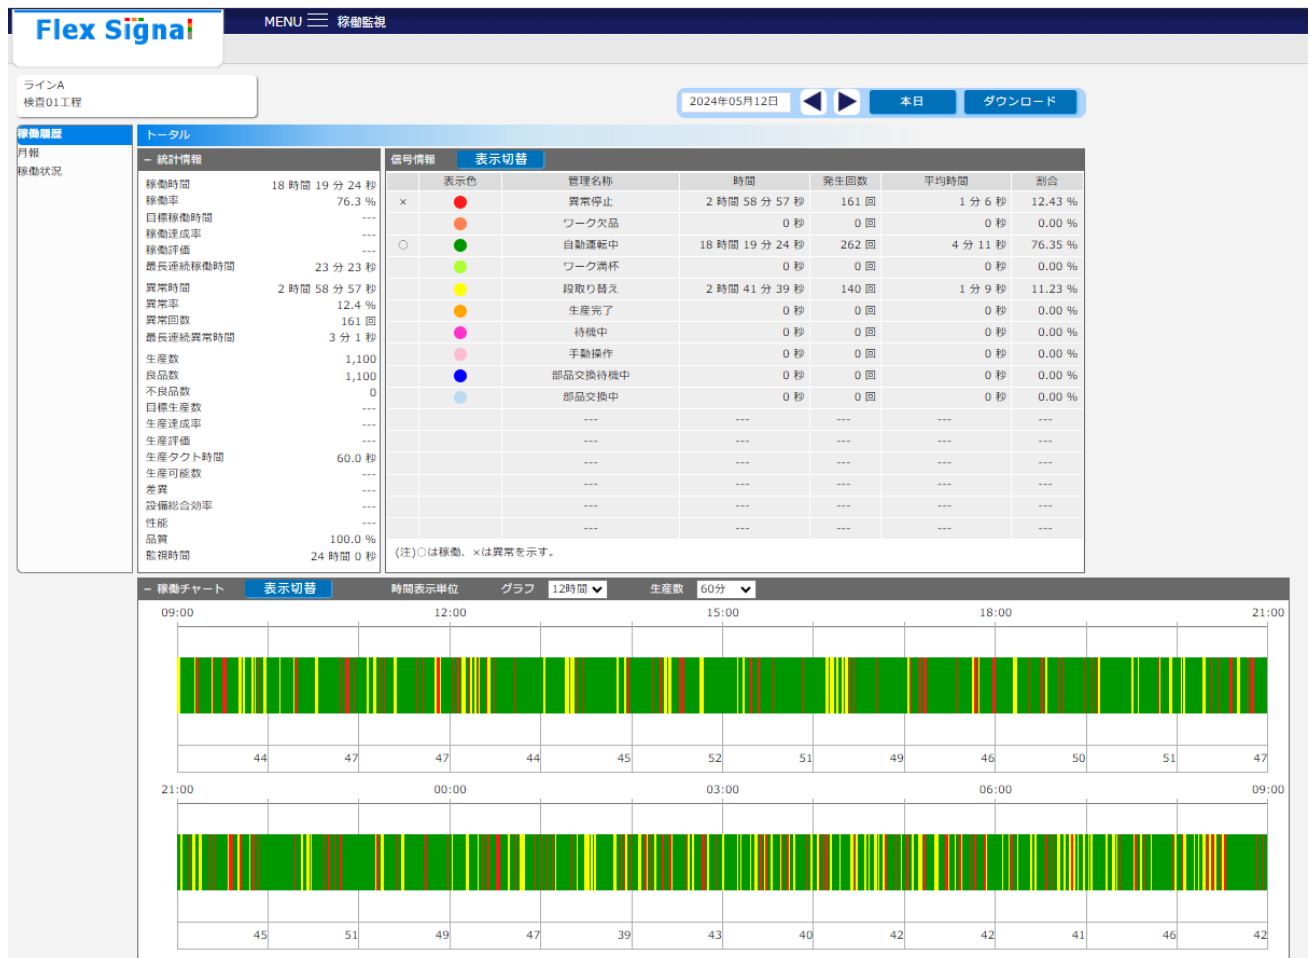 Flex Signal
MENU 稼働監視
ラインA
検査01工程
2024年05月12日 ◀ ▶ 本日 ダウンロード
稼働履歴
月報
稼働状況
トータル
− 統計情報
稼働時間 18 時間 19 分 24 秒
稼働率 76.3 %
目標稼働時間 ---
稼働達成率 ---
稼働評価 ---
最長連続稼働時間 23 分 23 秒
異常時間 2 時間 58 分 57 秒
異常率 12.4 %
異常回数 161 回
最長連続異常時間 3 分 1 秒
生産数 1,100
良品数 1,100
不良品数 0
目標生産数 ---
生産達成率 ---
生産評価 ---
生産タクト時間 60.0 秒
生産可能数 ---
差異 ---
設備総合効率 ---
性能 ---
品質 100.0 %
監視時間 24 時間 0 秒
信号情報 表示切替
表示色 管理名称 時間 発生回数 平均時間 割合
× 異常停止 2 時間 58 分 57 秒 161 回 1 分 6 秒 12.43 %
ワーク欠品 0 秒 0 回 0 秒 0.00 %
○ 自動運転中 18 時間 19 分 24 秒 262 回 4 分 11 秒 76.35 %
ワーク満杯 0 秒 0 回 0 秒 0.00 %
段取り替え 2 時間 41 分 39 秒 140 回 1 分 9 秒 11.23 %
生産完了 0 秒 0 回 0 秒 0.00 %
待機中 0 秒 0 回 0 秒 0.00 %
手動操作 0 秒 0 回 0 秒 0.00 %
部品交換待機中 0 秒 0 回 0 秒 0.00 %
部品交換中 0 秒 0 回 0 秒 0.00 %
--- --- --- --- ---
--- --- --- --- ---
--- --- --- --- ---
--- --- --- --- ---
--- --- --- --- ---
--- --- --- --- ---
(注)○は稼働、×は異常を示す。
− 稼働チャート 表示切替 時間表示単位 グラフ 12時間 生産数 60分
09:00 12:00 15:00 18:00 21:00
44 47 47 44 45 52 51 49 46 50 51 47
21:00 00:00 03:00 06:00 09:00
45 51 49 47 39 43 40 42 42 41 46 42